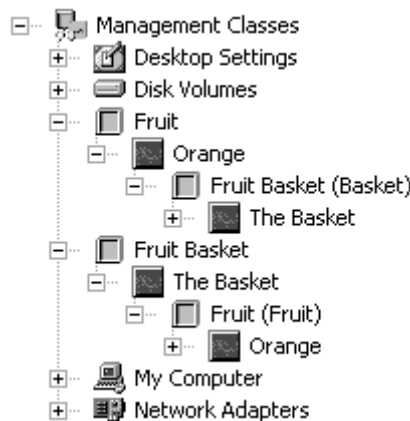 Management Classes
Desktop Settings
Disk Volumes
Fruit
Orange
Fruit Basket (Basket)
The Basket
Fruit Basket
The Basket
Fruit (Fruit)
Orange
My Computer
Network Adapters